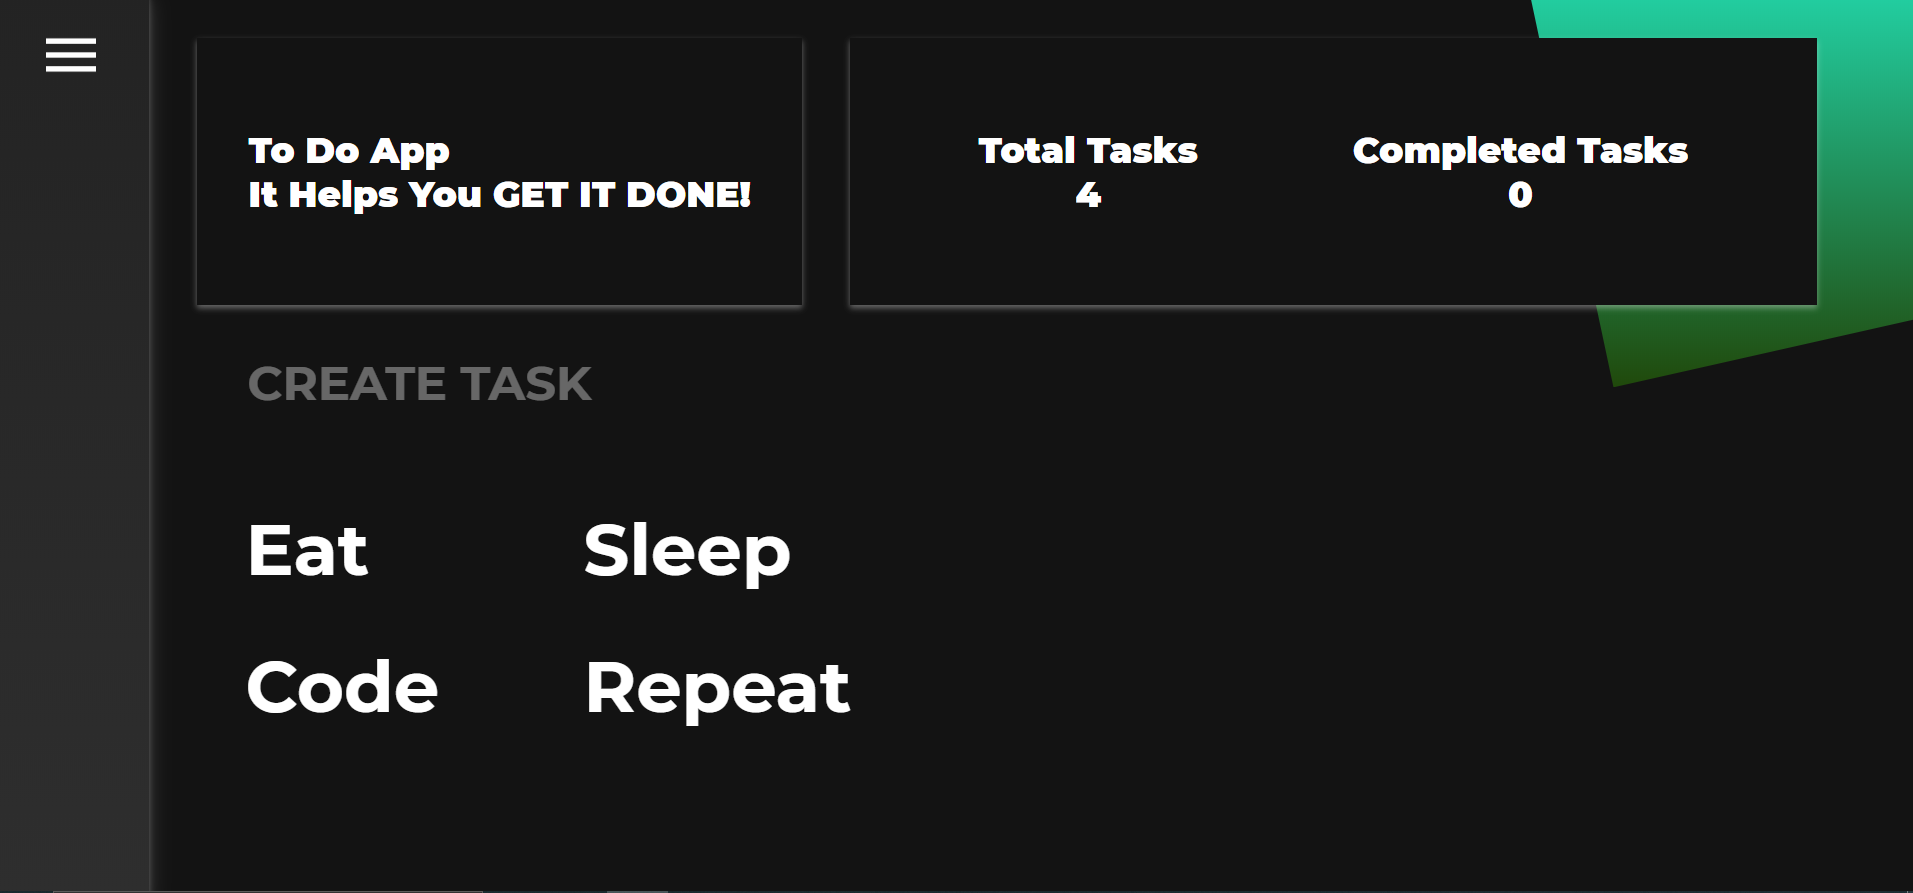 To Do App
It Helps You GET IT DONE!
Total Tasks
4
Completed Tasks
0
CREATE TASK
Eat
Sleep
Code
Repeat